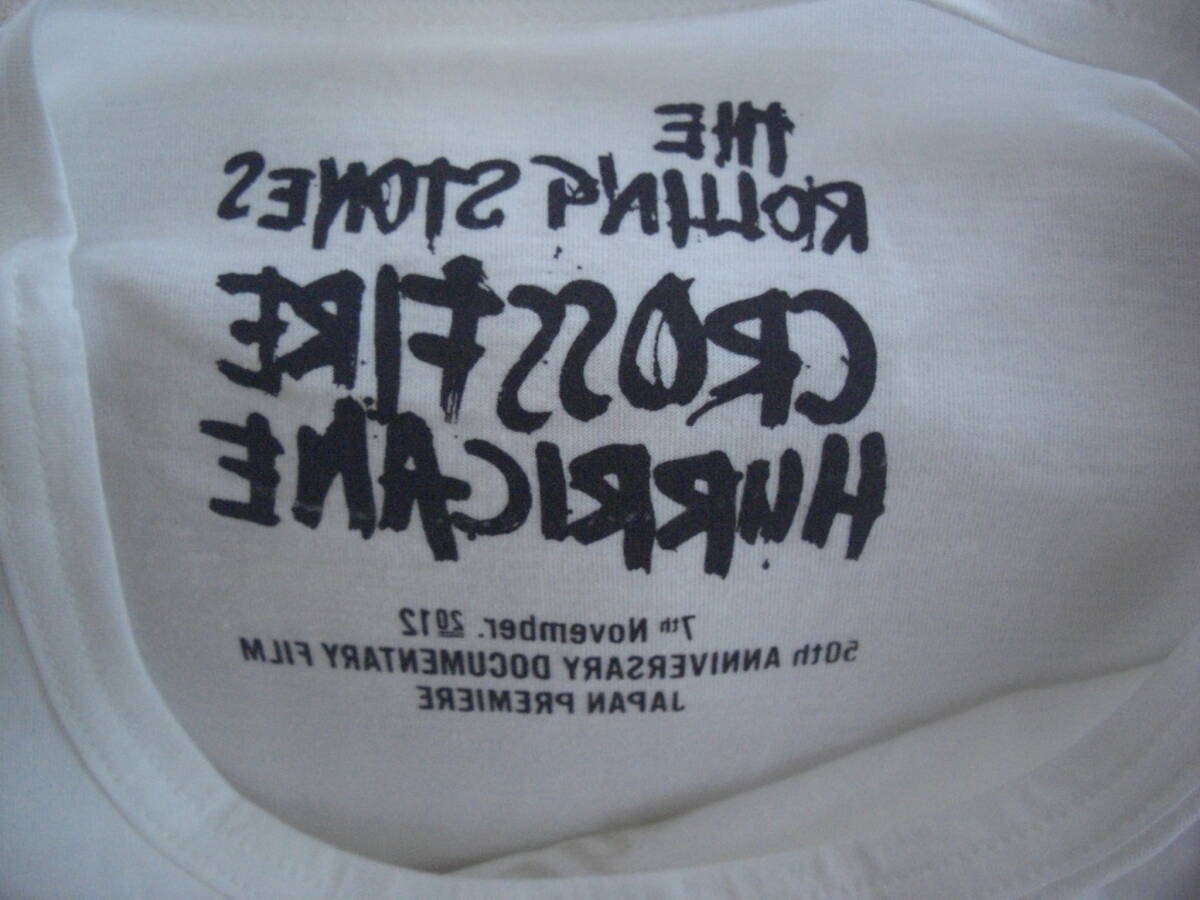 THE
ROLLING STONES
CROSSFIRE
HURRICANE
7th November. 2012
50th ANNIVERSARY DOCUMENTARY FILM
JAPAN PREMIERE